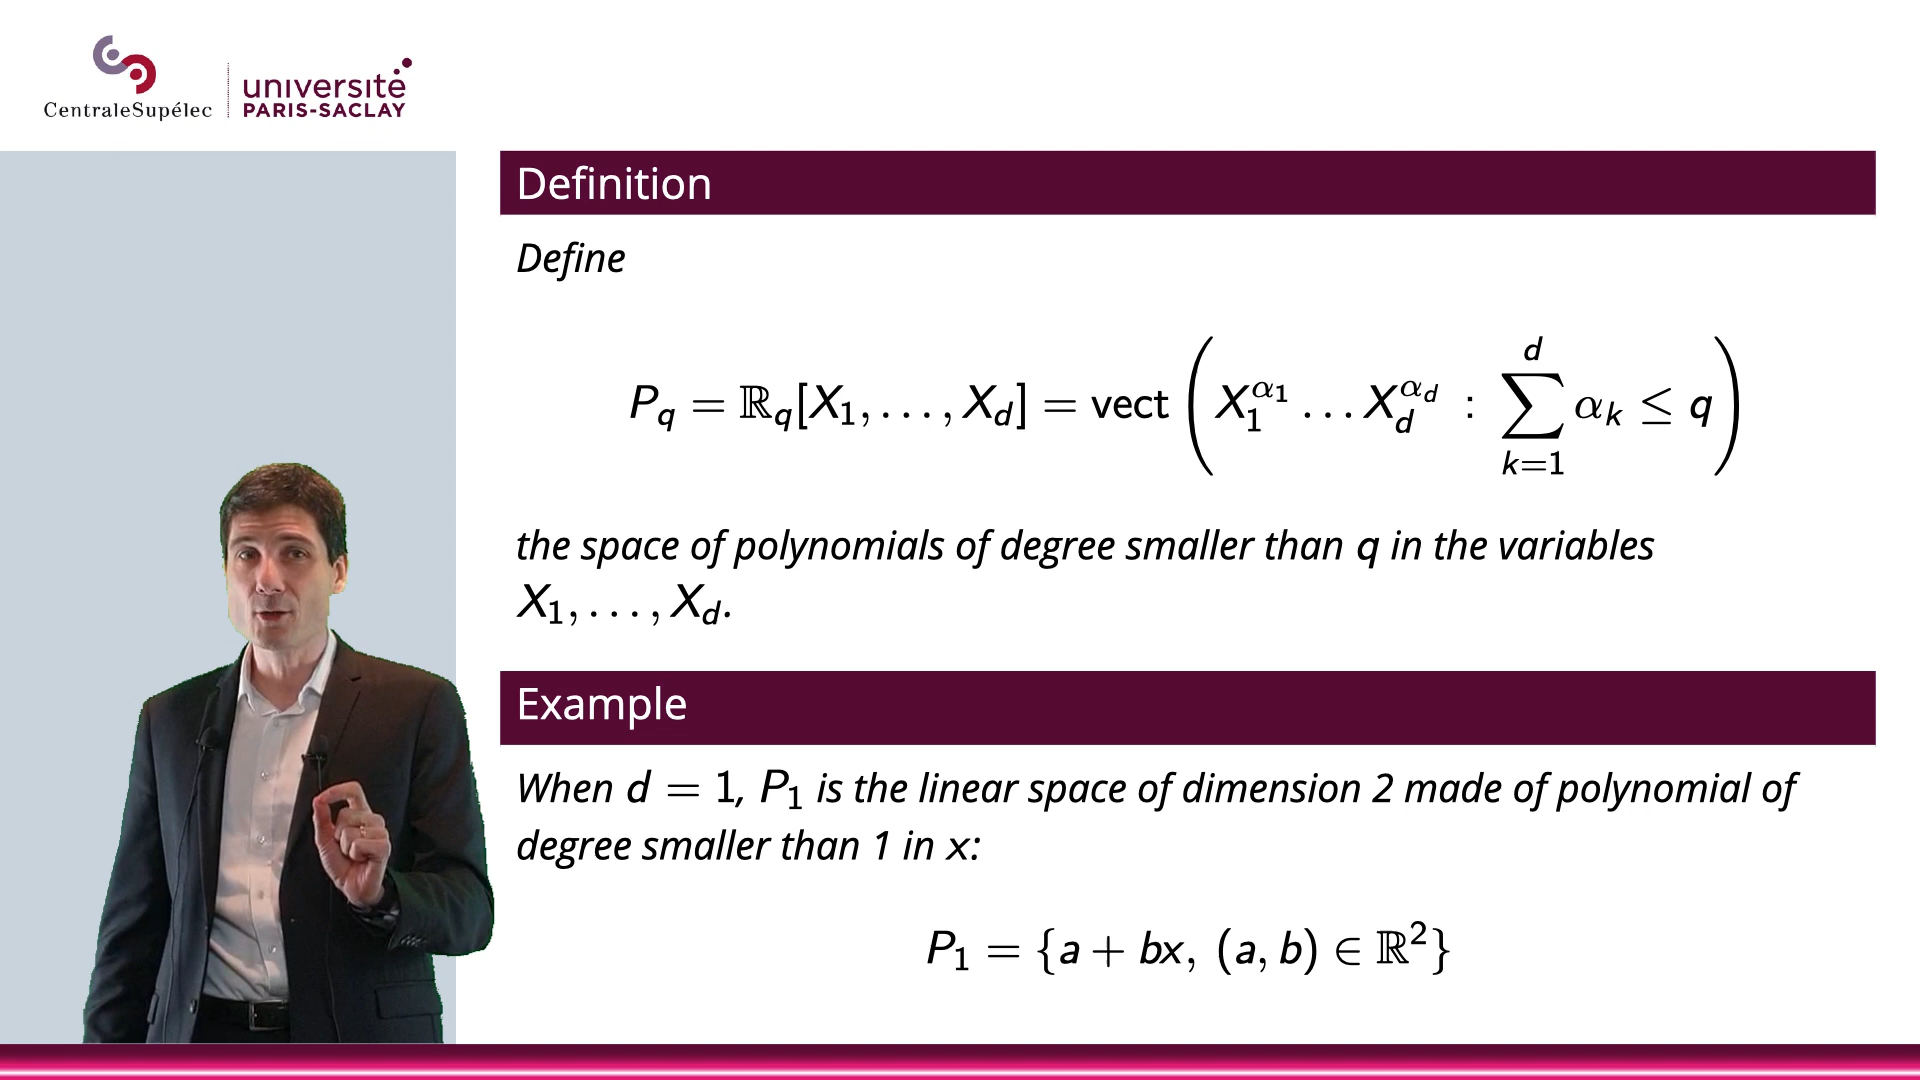 CentraleSupélec
université
PARIS-SACLAY
Definition
Define
P_q = ℝ_q[X_1, . . . , X_d] = vect ( X_1^{α_1} . . . X_d^{α_d} : ∑_{k=1}^{d} α_k ≤ q )
the space of polynomials of degree smaller than q in the variables
X_1, . . . , X_d.
Example
When d = 1, P_1 is the linear space of dimension 2 made of polynomial of
degree smaller than 1 in x:
P_1 = {a + bx, (a, b) ∈ ℝ^2}